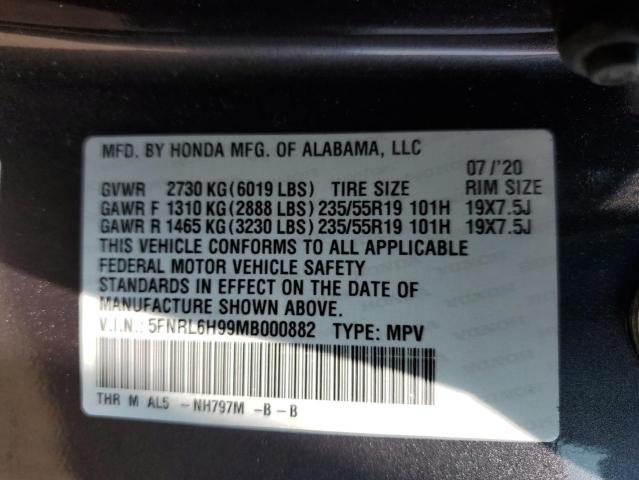 MFD. BY HONDA MFG. OF ALABAMA, LLC
07 /'20
GVWR 2730 KG (6019 LBS) TIRE SIZE RIM SIZE
GAWR F 1310 KG (2888 LBS) 235/55R19 101H 19X7.5J
GAWR R 1465 KG (3230 LBS) 235/55R19 101H 19X7.5J
THIS VEHICLE CONFORMS TO ALL APPLICABLE
FEDERAL MOTOR VEHICLE SAFETY
STANDARDS IN EFFECT ON THE DATE OF
MANUFACTURE SHOWN ABOVE.
V.I.N.: 5FNRL6H99MB000882 TYPE: MPV
THR M AL5 -NH797M -B-B